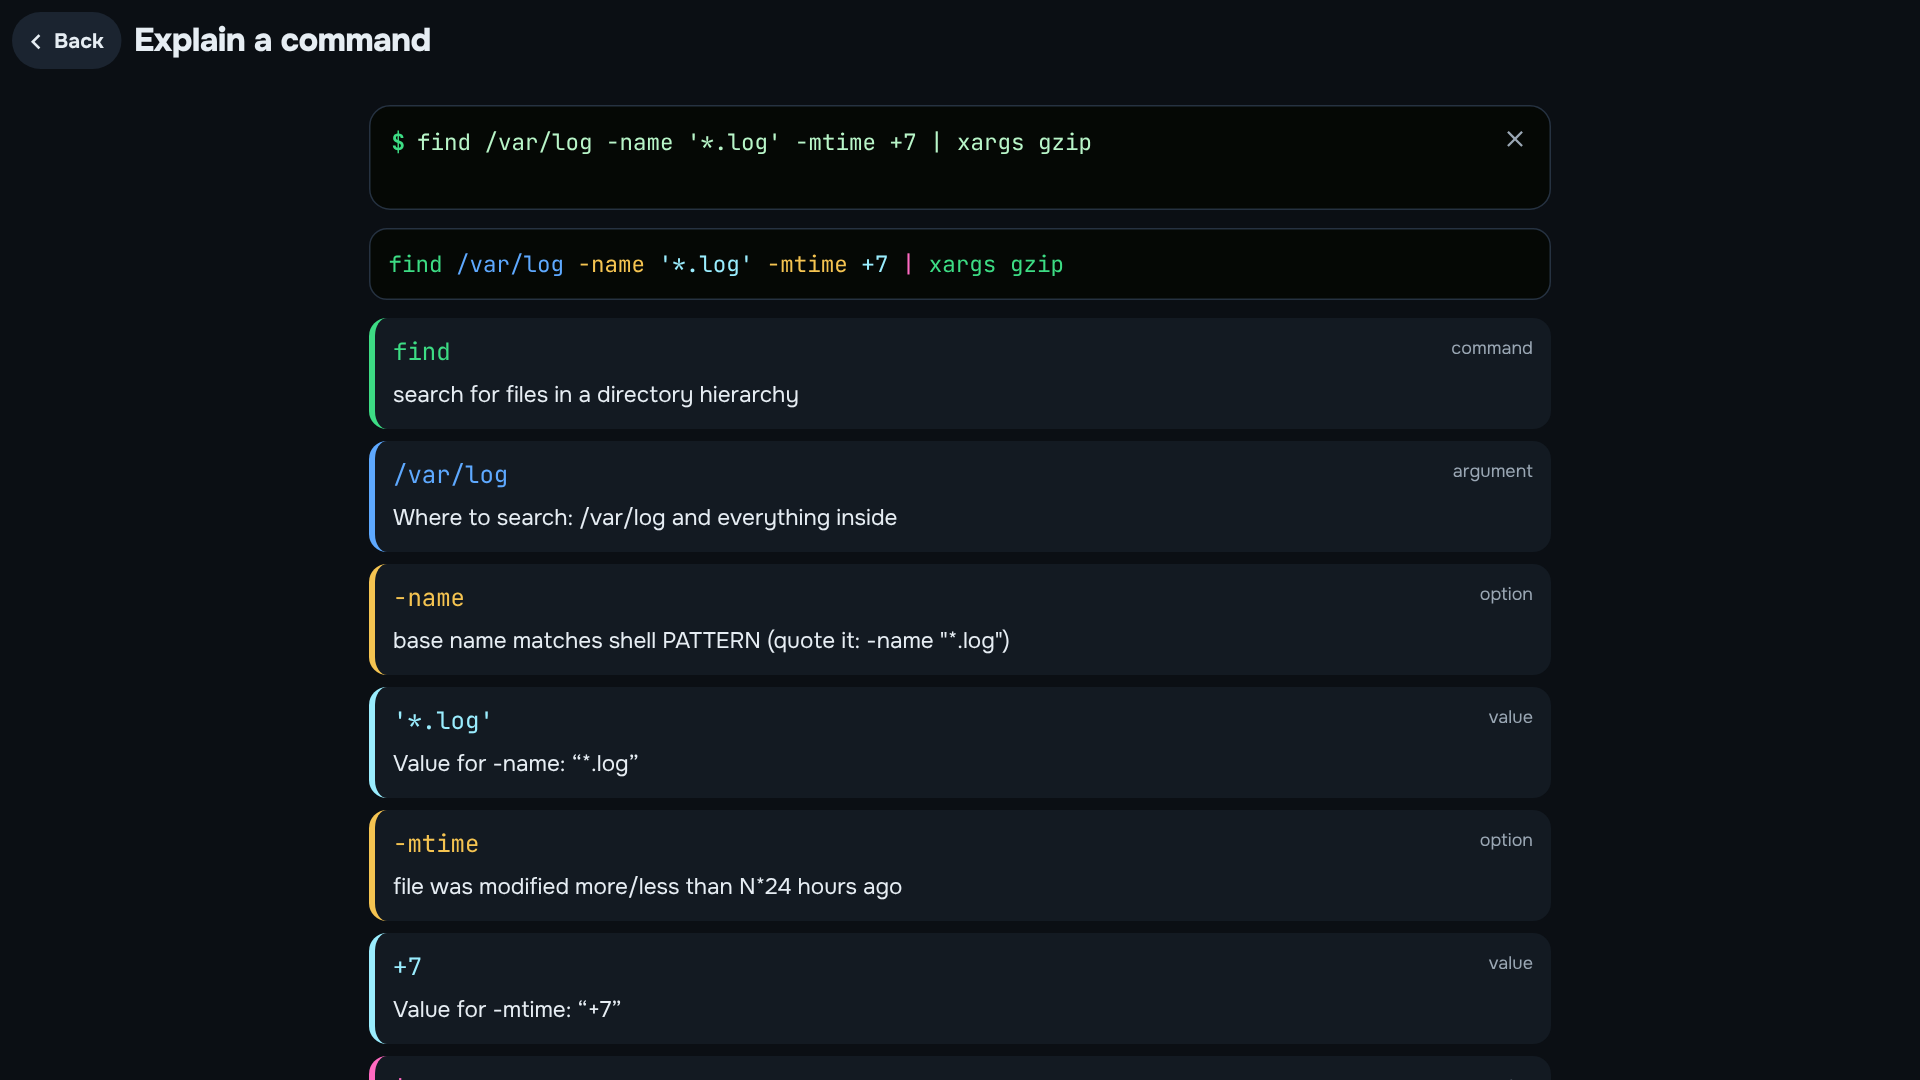 Back
Explain a command
$ find /var/log -name '*.log' -mtime +7 | xargs gzip
find /var/log -name '*.log' -mtime +7 | xargs gzip
find
command
search for files in a directory hierarchy
/var/log
argument
Where to search: /var/log and everything inside
-name
option
base name matches shell PATTERN (quote it: -name "*.log")
'*.log'
value
Value for -name: “*.log”
-mtime
option
file was modified more/less than N*24 hours ago
+7
value
Value for -mtime: “+7”